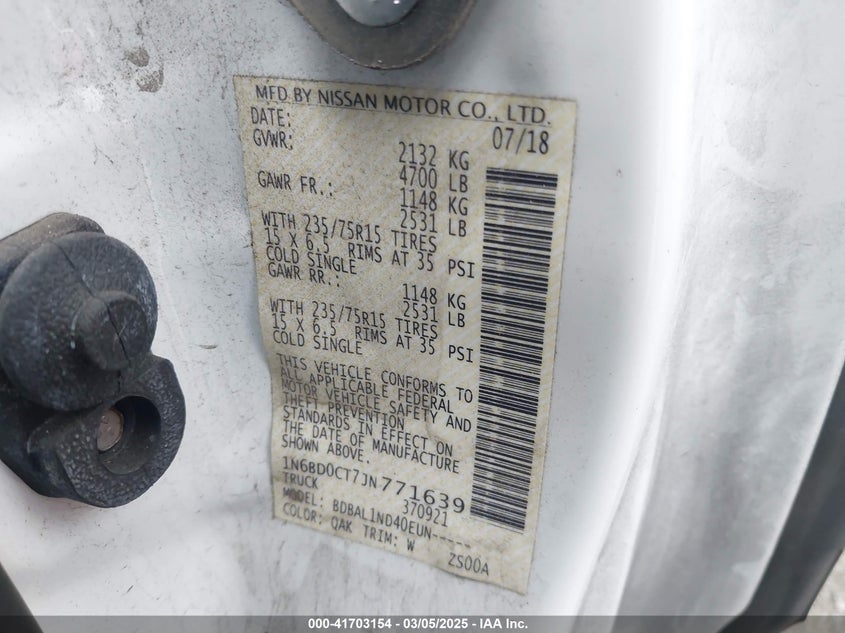 MFD BY NISSAN MOTOR CO., LTD.
DATE: 07/18
GVWR: 2132 KG
4700 LB
GAWR FR.: 1148 KG
2531 LB
WITH 235/75R15 TIRES
15 X 6.5 RIMS AT 35 PSI
COLD SINGLE
GAWR RR.: 1148 KG
2531 LB
WITH 235/75R15 TIRES
15 X 6.5 RIMS AT 35 PSI
COLD SINGLE
THIS VEHICLE CONFORMS TO
ALL APPLICABLE FEDERAL
MOTOR VEHICLE SAFETY AND
THEFT PREVENTION
STANDARDS IN EFFECT ON
THE DATE OF MANUFACTURE
SHOWN ABOVE.
1N6BD0CT7JN771639
TRUCK 370921
MODEL: BDBAL1ND40EUN-----
COLOR: QAK TRIM: W ZS00A
000-41703154 - 03/05/2025 - IAA Inc.